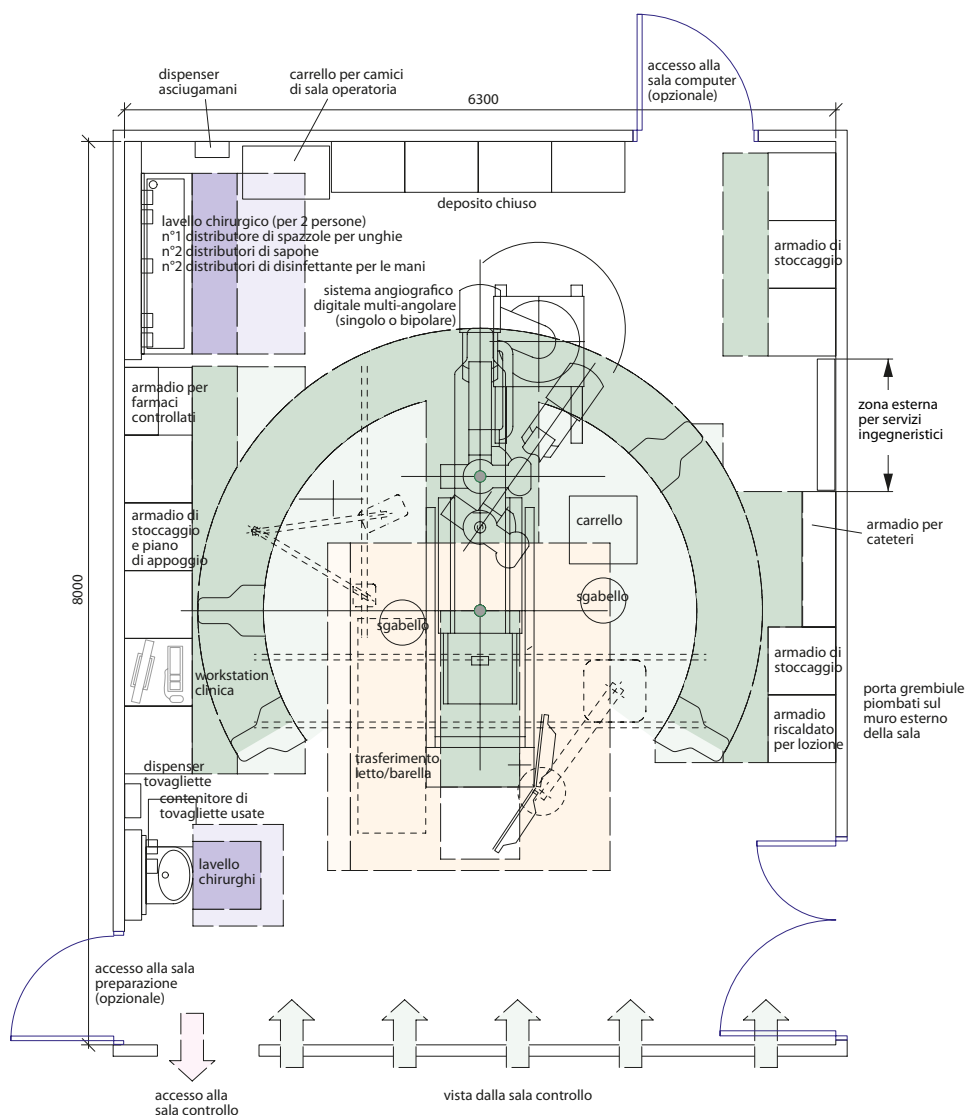 dispenser
asciugamani
carrello per camici
di sala operatoria
accesso alla
sala computer
(opzionale)
6300
deposito chiuso
lavello chirurgico (per 2 persone)
n°1 distributore di spazzole per unghie
n°2 distributori di sapone
n°2 distributori di disinfettante per le mani
armadio di
stoccaggio
sistema angiografico
digitale multi-angolare
(singolo o bipolare)
armadio per
farmaci
controllati
zona esterna
per servizi
ingegneristici
armadio di
stoccaggio
e piano
di appoggio
carrello
armadio per
cateteri
8000
sgabello
sgabello
workstation
clinica
armadio di
stoccaggio
porta grembiule
piombati sul
muro esterno
della sala
armadio
riscaldato
per lozione
trasferimento
letto/barella
dispenser
tovagliette
contenitore di
tovagliette usate
lavello
chirurghi
accesso alla sala
preparazione
(opzionale)
accesso alla
sala controllo
vista dalla sala controllo